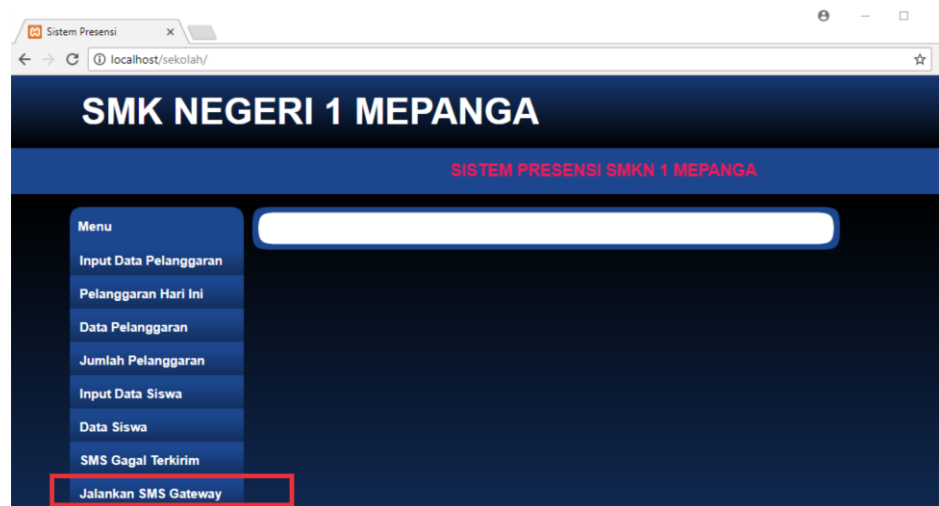 Sistem Presensi
localhost/sekolah/
SMK NEGERI 1 MEPANGA
SISTEM PRESENSI SMKN 1 MEPANGA
Menu
Input Data Pelanggaran
Pelanggaran Hari Ini
Data Pelanggaran
Jumlah Pelanggaran
Input Data Siswa
Data Siswa
SMS Gagal Terkirim
Jalankan SMS Gateway